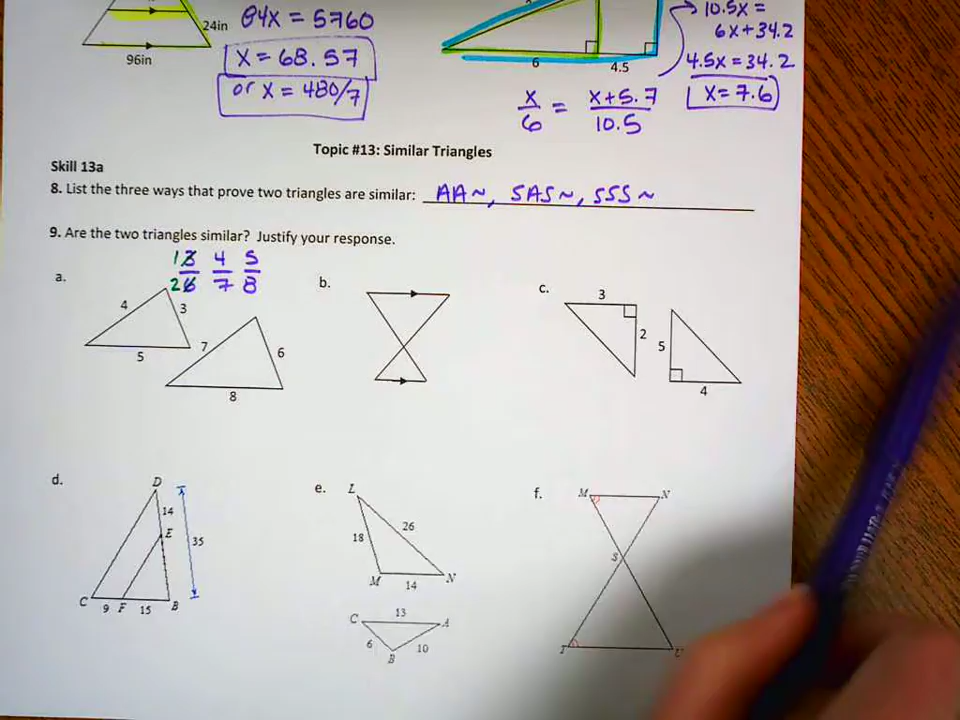 84x = 5760
24in
96in
x = 68.57
or x = 480/7
6
4.5
10.5x =
6x+34.2
4.5x = 34.2
x = 7.6
x/6 = x+5.7/10.5
Topic #13: Similar Triangles
Skill 13a
8. List the three ways that prove two triangles are similar: AA~, SAS~, SSS~
9. Are the two triangles similar? Justify your response.
13/26 4/7 5/8
a.
4
3
5
7
6
8
b.
c.
3
2
5
4
d.
D
14
E
35
C
9
F
15
B
e.
L
26
18
M
14
N
C
13
A
6
10
B
f.
M
N
S
T
U